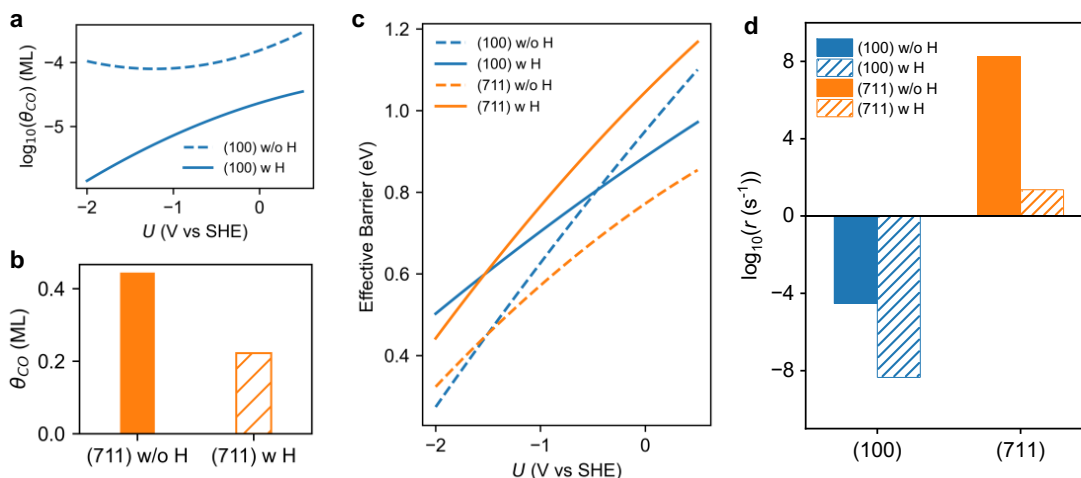 a
log₁₀(θCO) (ML)
−4
−5
(100) w/o H
(100) w H
−2
−1
0
U (V vs SHE)
b
θCO (ML)
0.4
0.2
0.0
(711) w/o H
(711) w H
c
Effective Barrier (eV)
1.2
1.0
0.8
0.6
0.4
(100) w/o H
(100) w H
(711) w/o H
(711) w H
−2
−1
0
U (V vs SHE)
d
log₁₀(r (s⁻¹))
8
4
0
−4
−8
(100) w/o H
(100) w H
(711) w/o H
(711) w H
(100)
(711)